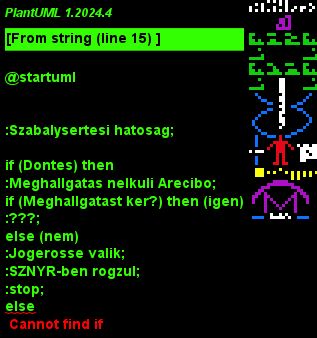 PlantUML 1.2024.4
[From string (line 15) ]
@startuml
:Szabalysertesi hatosag;
if (Dontes) then
:Meghallgatas nelkuli Arecibo;
if (Meghallgatast ker?) then (igen)
:???;
else (nem)
:Jogerosse valik;
:SZNYR-ben rogzul;
:stop;
else
Cannot find if